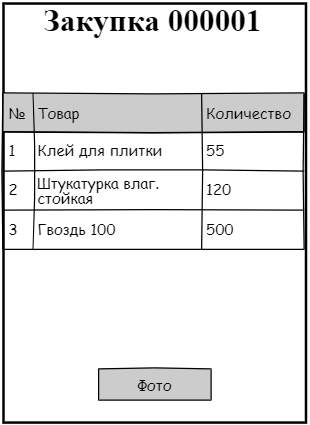 Закупка 000001
№ Товар Количество
1 Клей для плитки 55
2 Штукатурка влаг. стойкая 120
3 Гвоздь 100 500
Фото